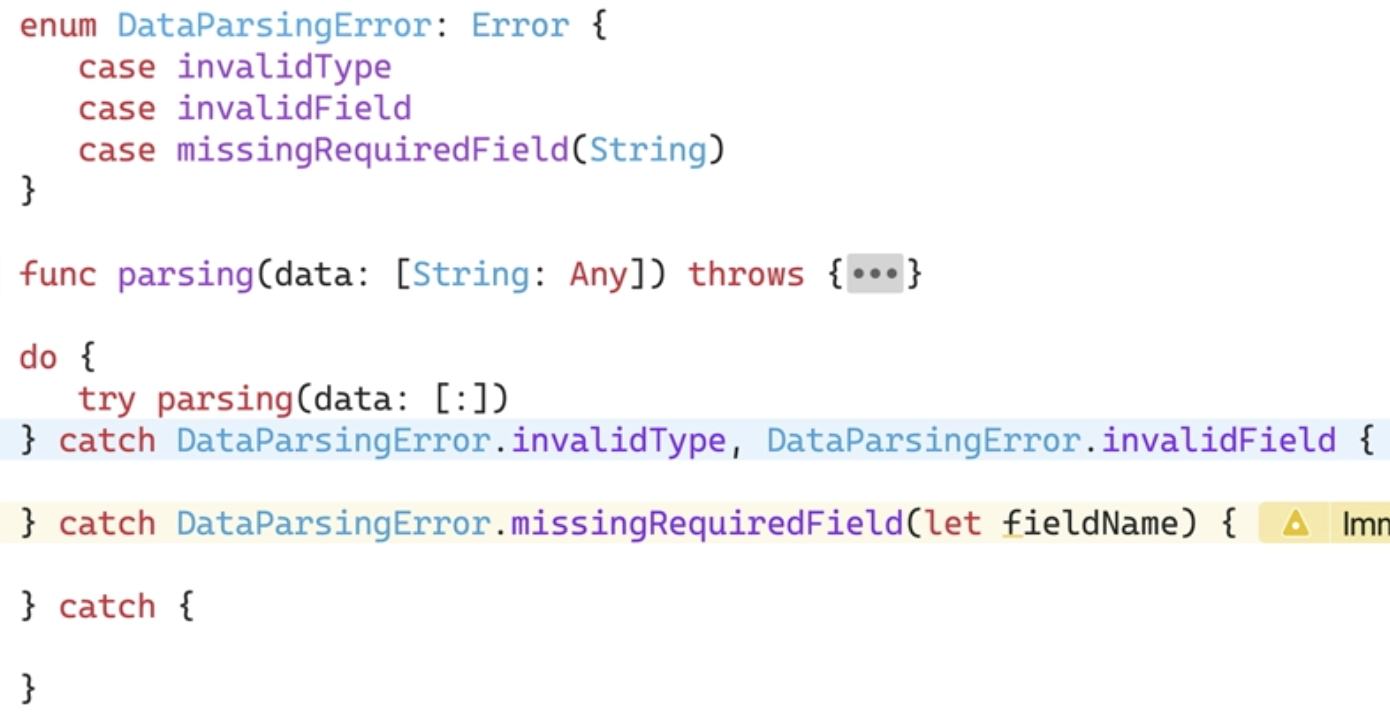 enum DataParsingError: Error {
   case invalidType
   case invalidField
   case missingRequiredField(String)
}
func parsing(data: [String: Any]) throws {•••}
do {
   try parsing(data: [:])
} catch DataParsingError.invalidType, DataParsingError.invalidField {
} catch DataParsingError.missingRequiredField(let fieldName) {
} catch {
}